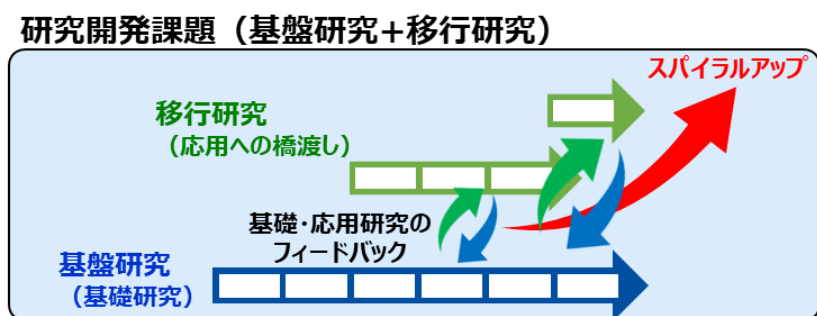 研究開発課題（基盤研究+移行研究）
スパイラルアップ
移行研究
（応用への橋渡し）
基礎・応用研究の
フィードバック
基盤研究
（基礎研究）